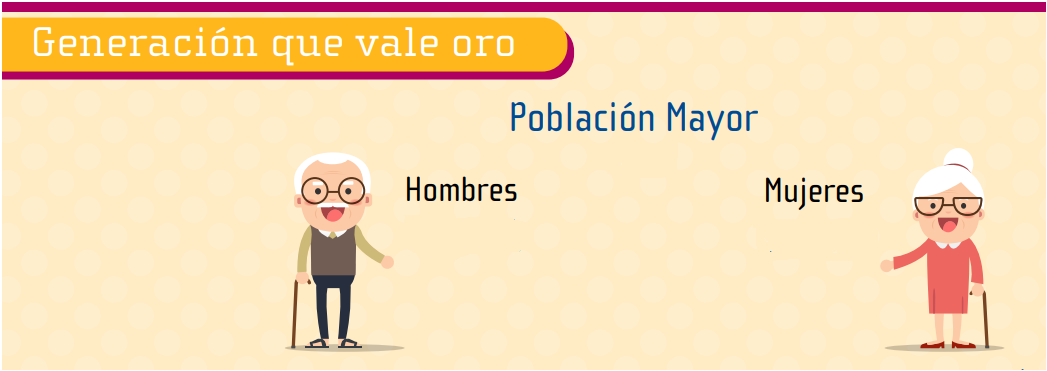 Generación que vale oro
Población Mayor
Hombres
Mujeres